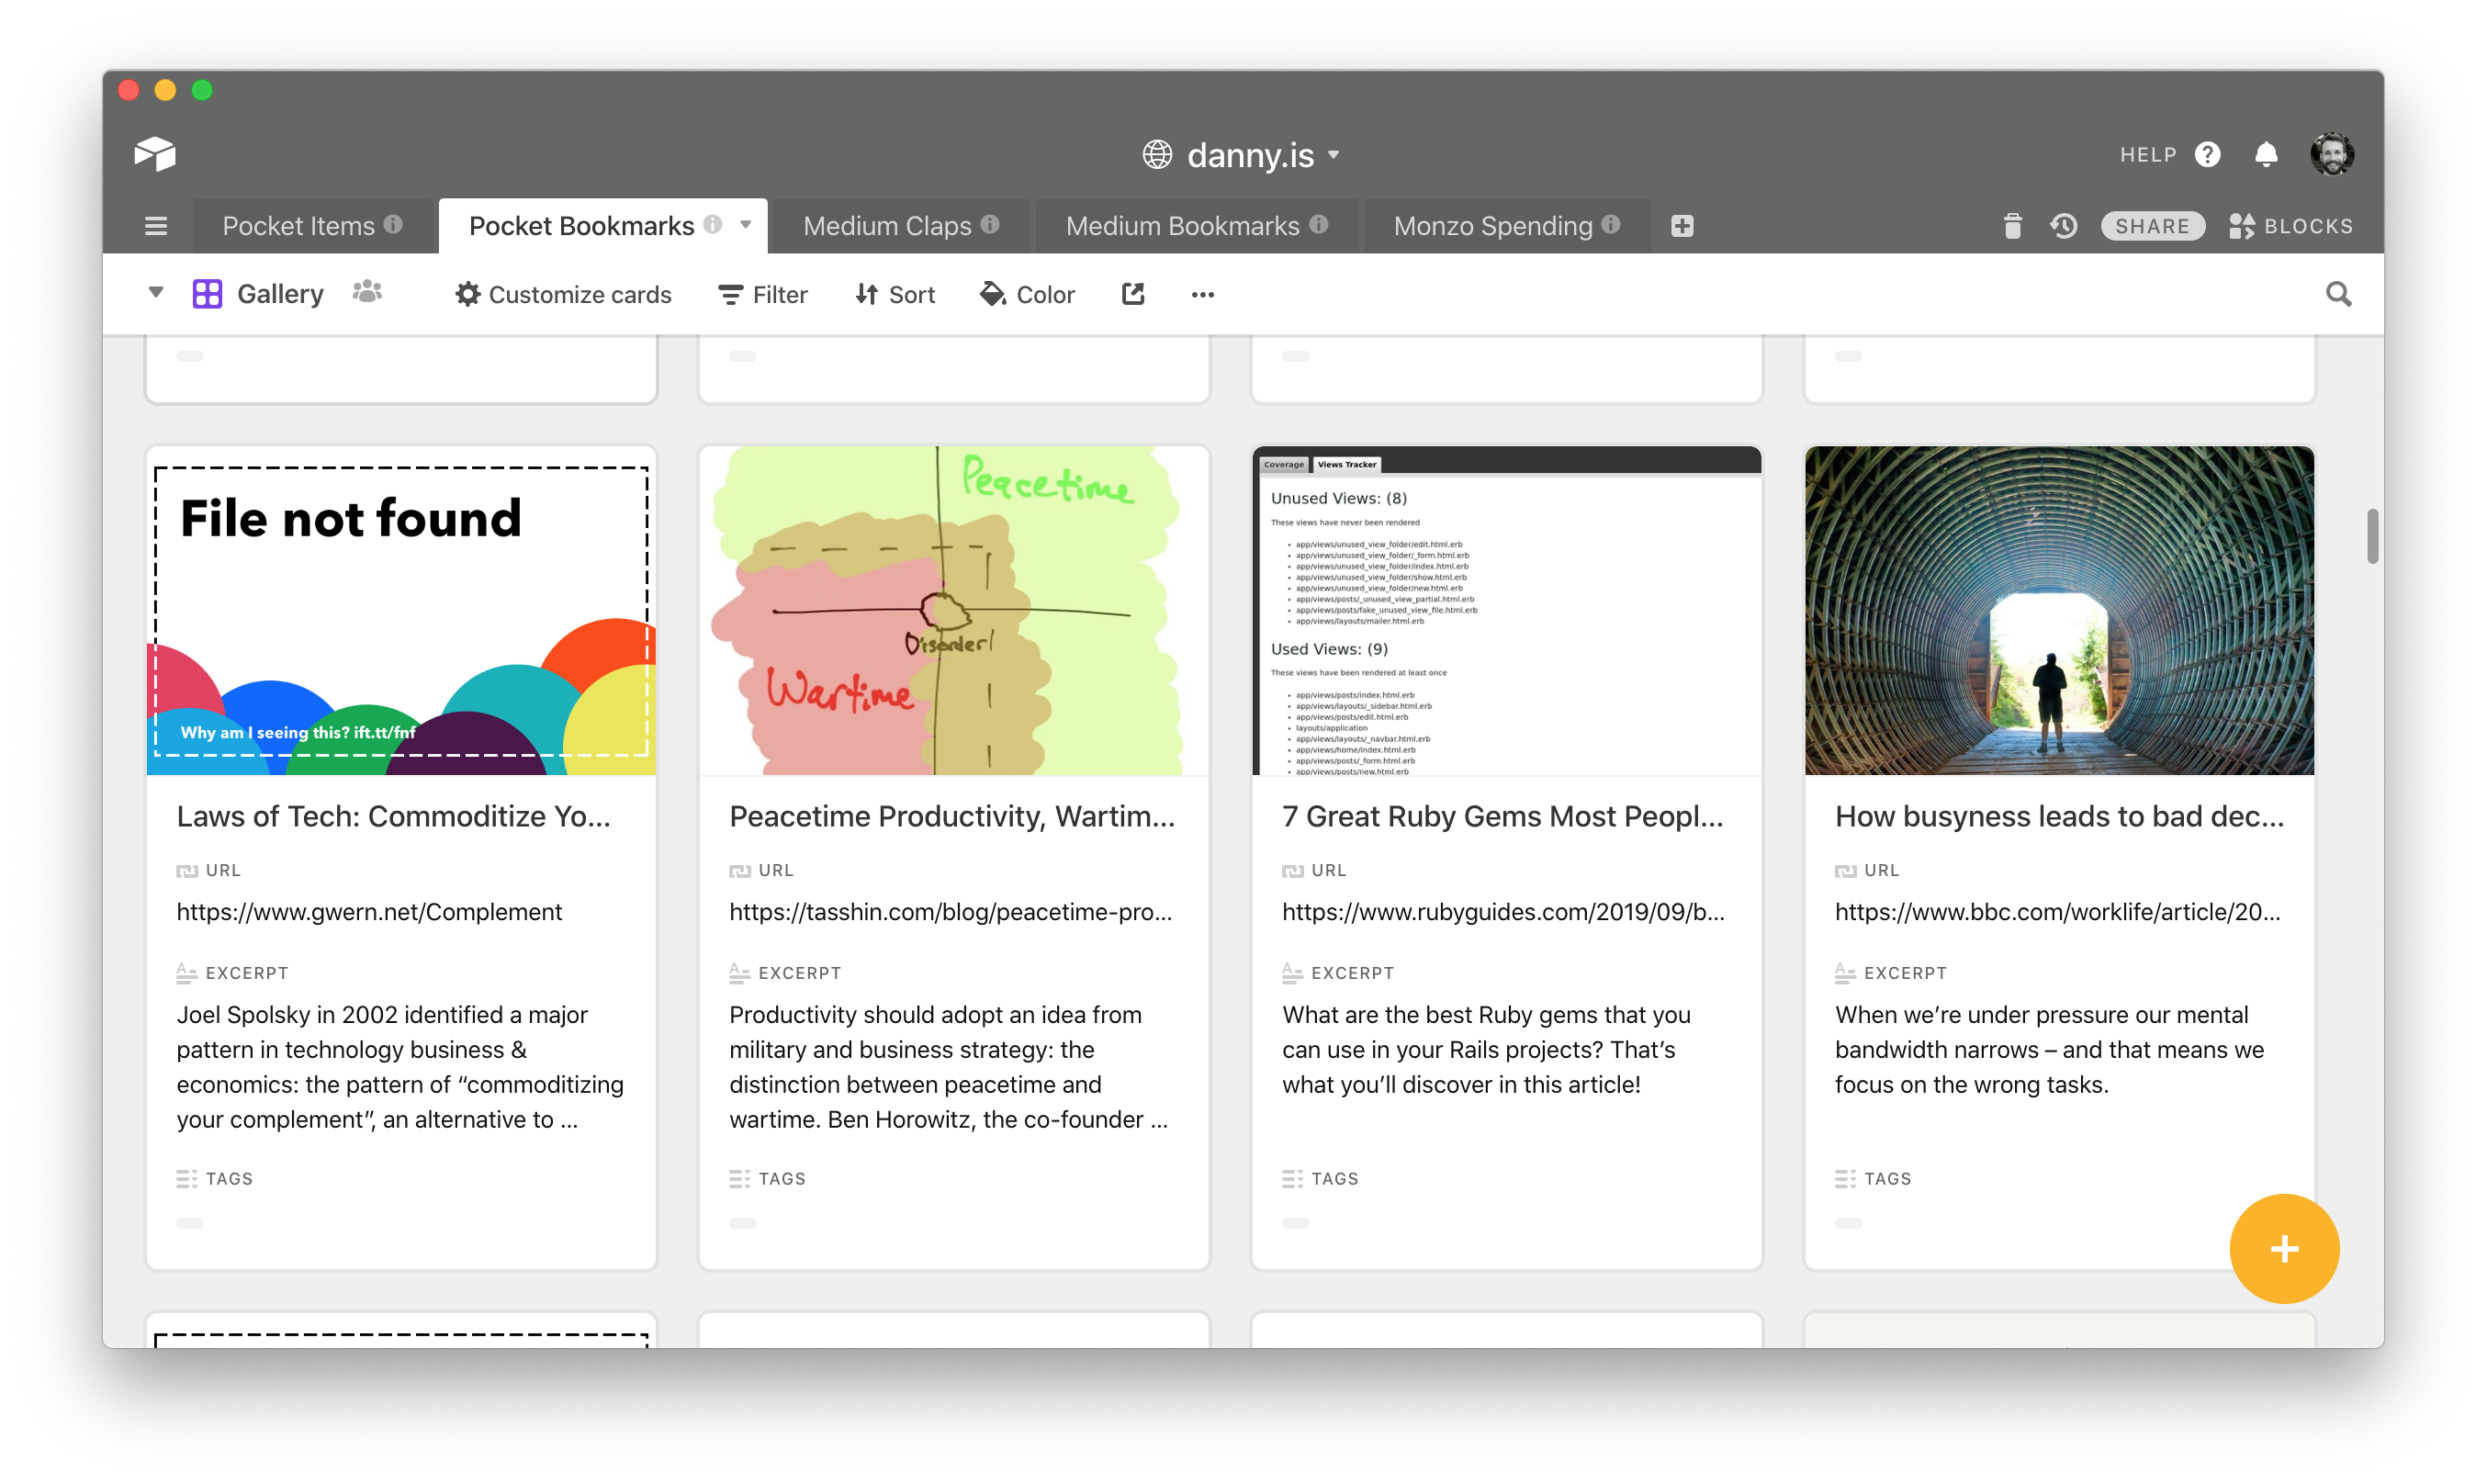 danny.is
HELP
Pocket Items
Pocket Bookmarks
Medium Claps
Medium Bookmarks
Monzo Spending
SHARE
BLOCKS
Gallery
Customize cards
Filter
Sort
Color
File not found
Why am I seeing this? ift.tt/fnf
Laws of Tech: Commoditize Yo...
URL
https://www.gwern.net/Complement
EXCERPT
Joel Spolsky in 2002 identified a major
pattern in technology business &
economics: the pattern of “commoditizing
your complement”, an alternative to ...
TAGS
Peacetime
Disorder
Wartime
Peacetime Productivity, Wartim...
URL
https://tasshin.com/blog/peacetime-pro...
EXCERPT
Productivity should adopt an idea from
military and business strategy: the
distinction between peacetime and
wartime. Ben Horowitz, the co-founder ...
TAGS
Coverage
Views Tracker
Unused Views: (8)
These views have never been rendered
app/views/unused_view_folder/edit.html.erb
app/views/unused_view_folder/_form.html.erb
app/views/unused_view_folder/index.html.erb
app/views/unused_view_folder/show.html.erb
app/views/unused_view_folder/new.html.erb
app/views/posts/_unused_view_partial.html.erb
app/views/posts/fake_unused_view_file.html.erb
app/views/layouts/mailer.html.erb
Used Views: (9)
These views have been rendered at least once
app/views/posts/index.html.erb
app/views/layouts/_sidebar.html.erb
app/views/posts/edit.html.erb
layouts/application
app/views/layouts/_navbar.html.erb
app/views/home/index.html.erb
app/views/posts/_form.html.erb
app/views/posts/new.html.erb
7 Great Ruby Gems Most Peopl...
URL
https://www.rubyguides.com/2019/09/b...
EXCERPT
What are the best Ruby gems that you
can use in your Rails projects? That’s
what you’ll discover in this article!
TAGS
How busyness leads to bad dec...
URL
https://www.bbc.com/worklife/article/20...
EXCERPT
When we’re under pressure our mental
bandwidth narrows – and that means we
focus on the wrong tasks.
TAGS